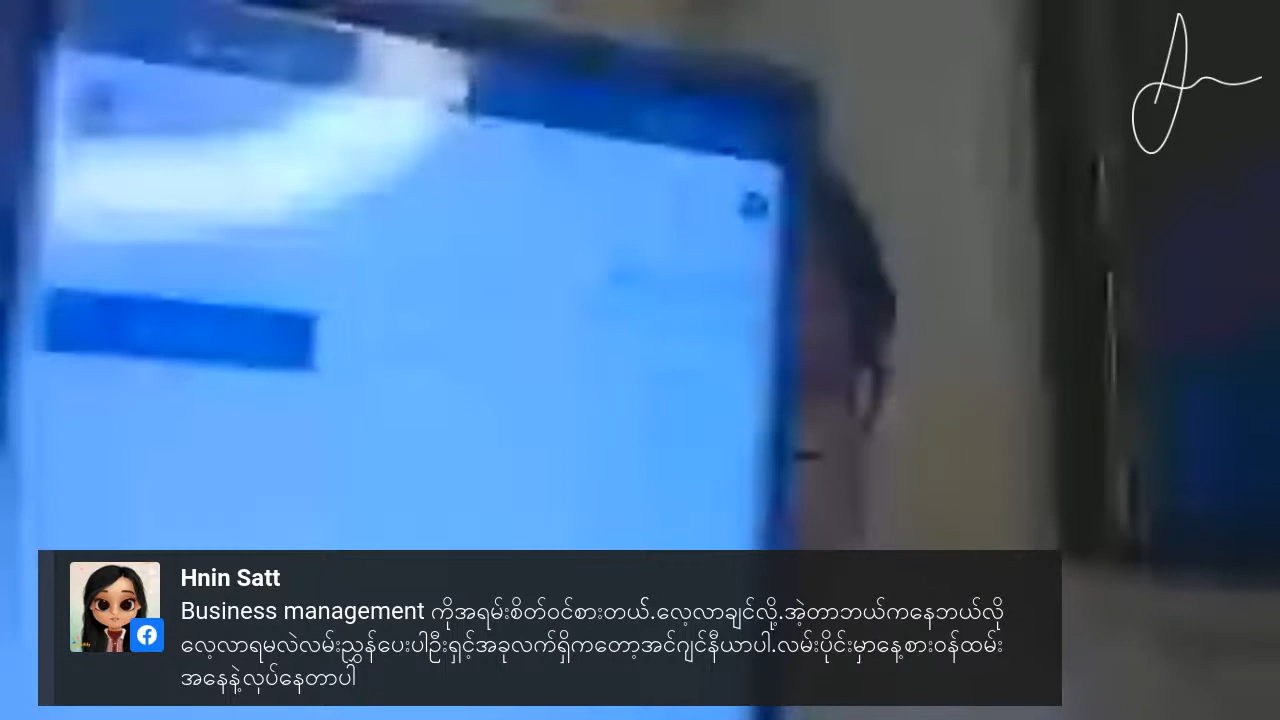 Hnin Satt
Business management ကိုအရမ်းစိတ်ဝင်စားတယ်.လေ့လာချင်လို့.အဲ့တာဘယ်ကနေဘယ်လို
လေ့လာရမလဲလမ်းညွှန်ပေးပါဦးရှင့်အခုလက်ရှိကတော့အင်ဂျင်နီယာပါ.လမ်းပိုင်းမှာနေ့စားဝန်ထမ်း
အနေနဲ့လုပ်နေတာပါ